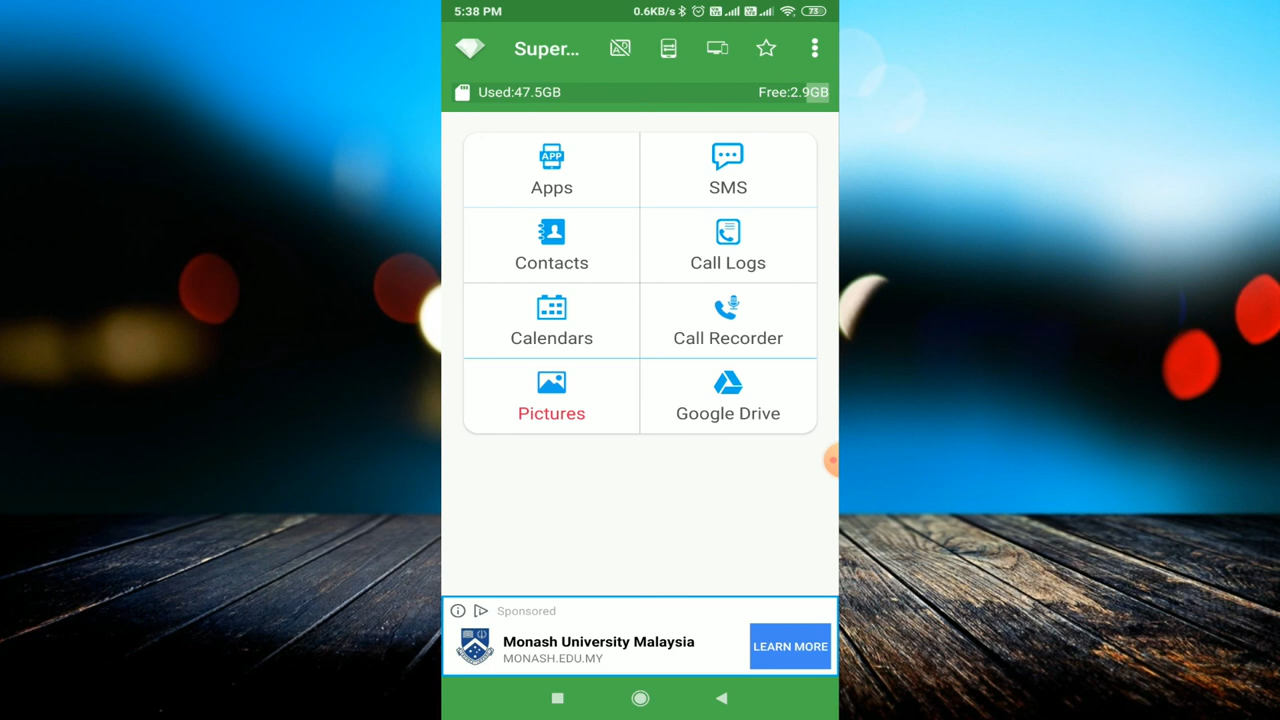 5:38 PM 0.6KB/s 73
Super...
Used:47.5GB Free:2.9GB
APP
Apps SMS
Contacts Call Logs
Calendars Call Recorder
Pictures Google Drive
Sponsored
Monash University Malaysia
MONASH.EDU.MY
LEARN MORE